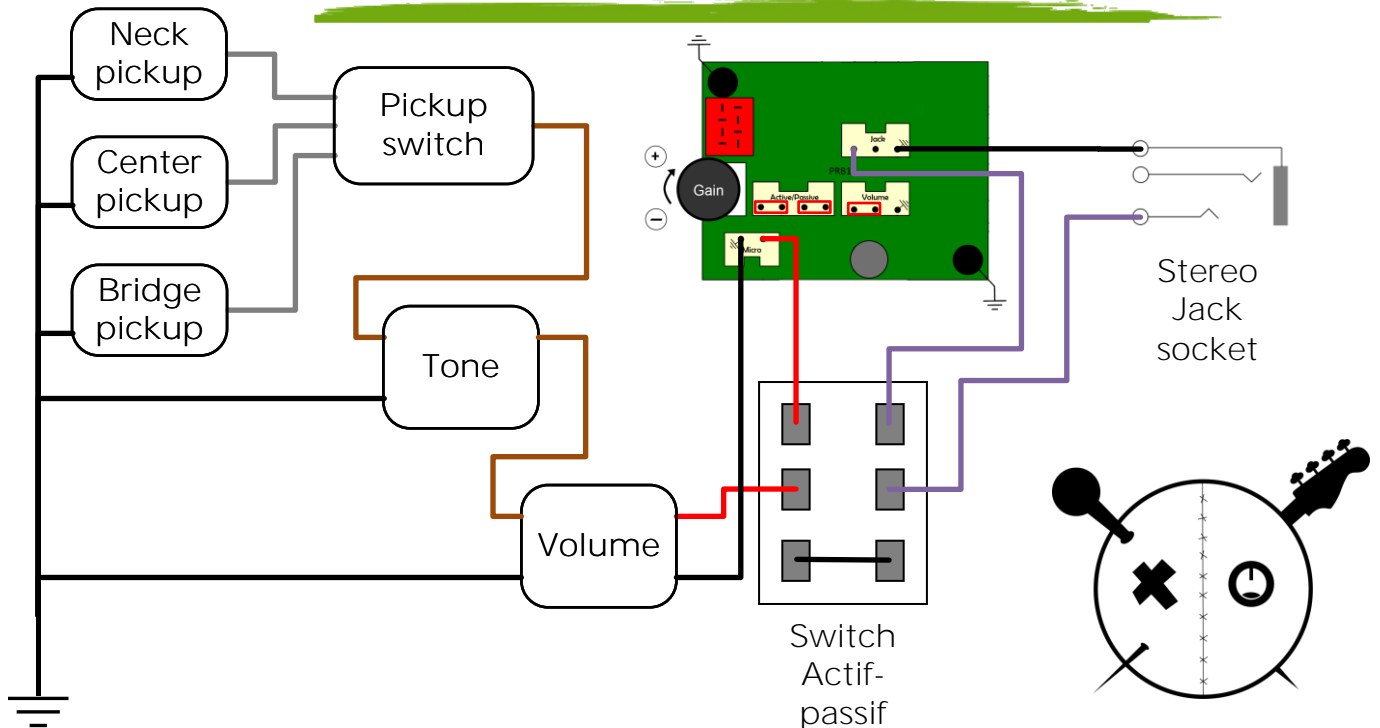 Neck
pickup
Center
pickup
Bridge
pickup
Pickup
switch
Tone
Volume
+
Gain
−
Jack
PRB1
Active/Passive
Volume
Micro
Stereo
Jack
socket
Switch
Actif-
passif